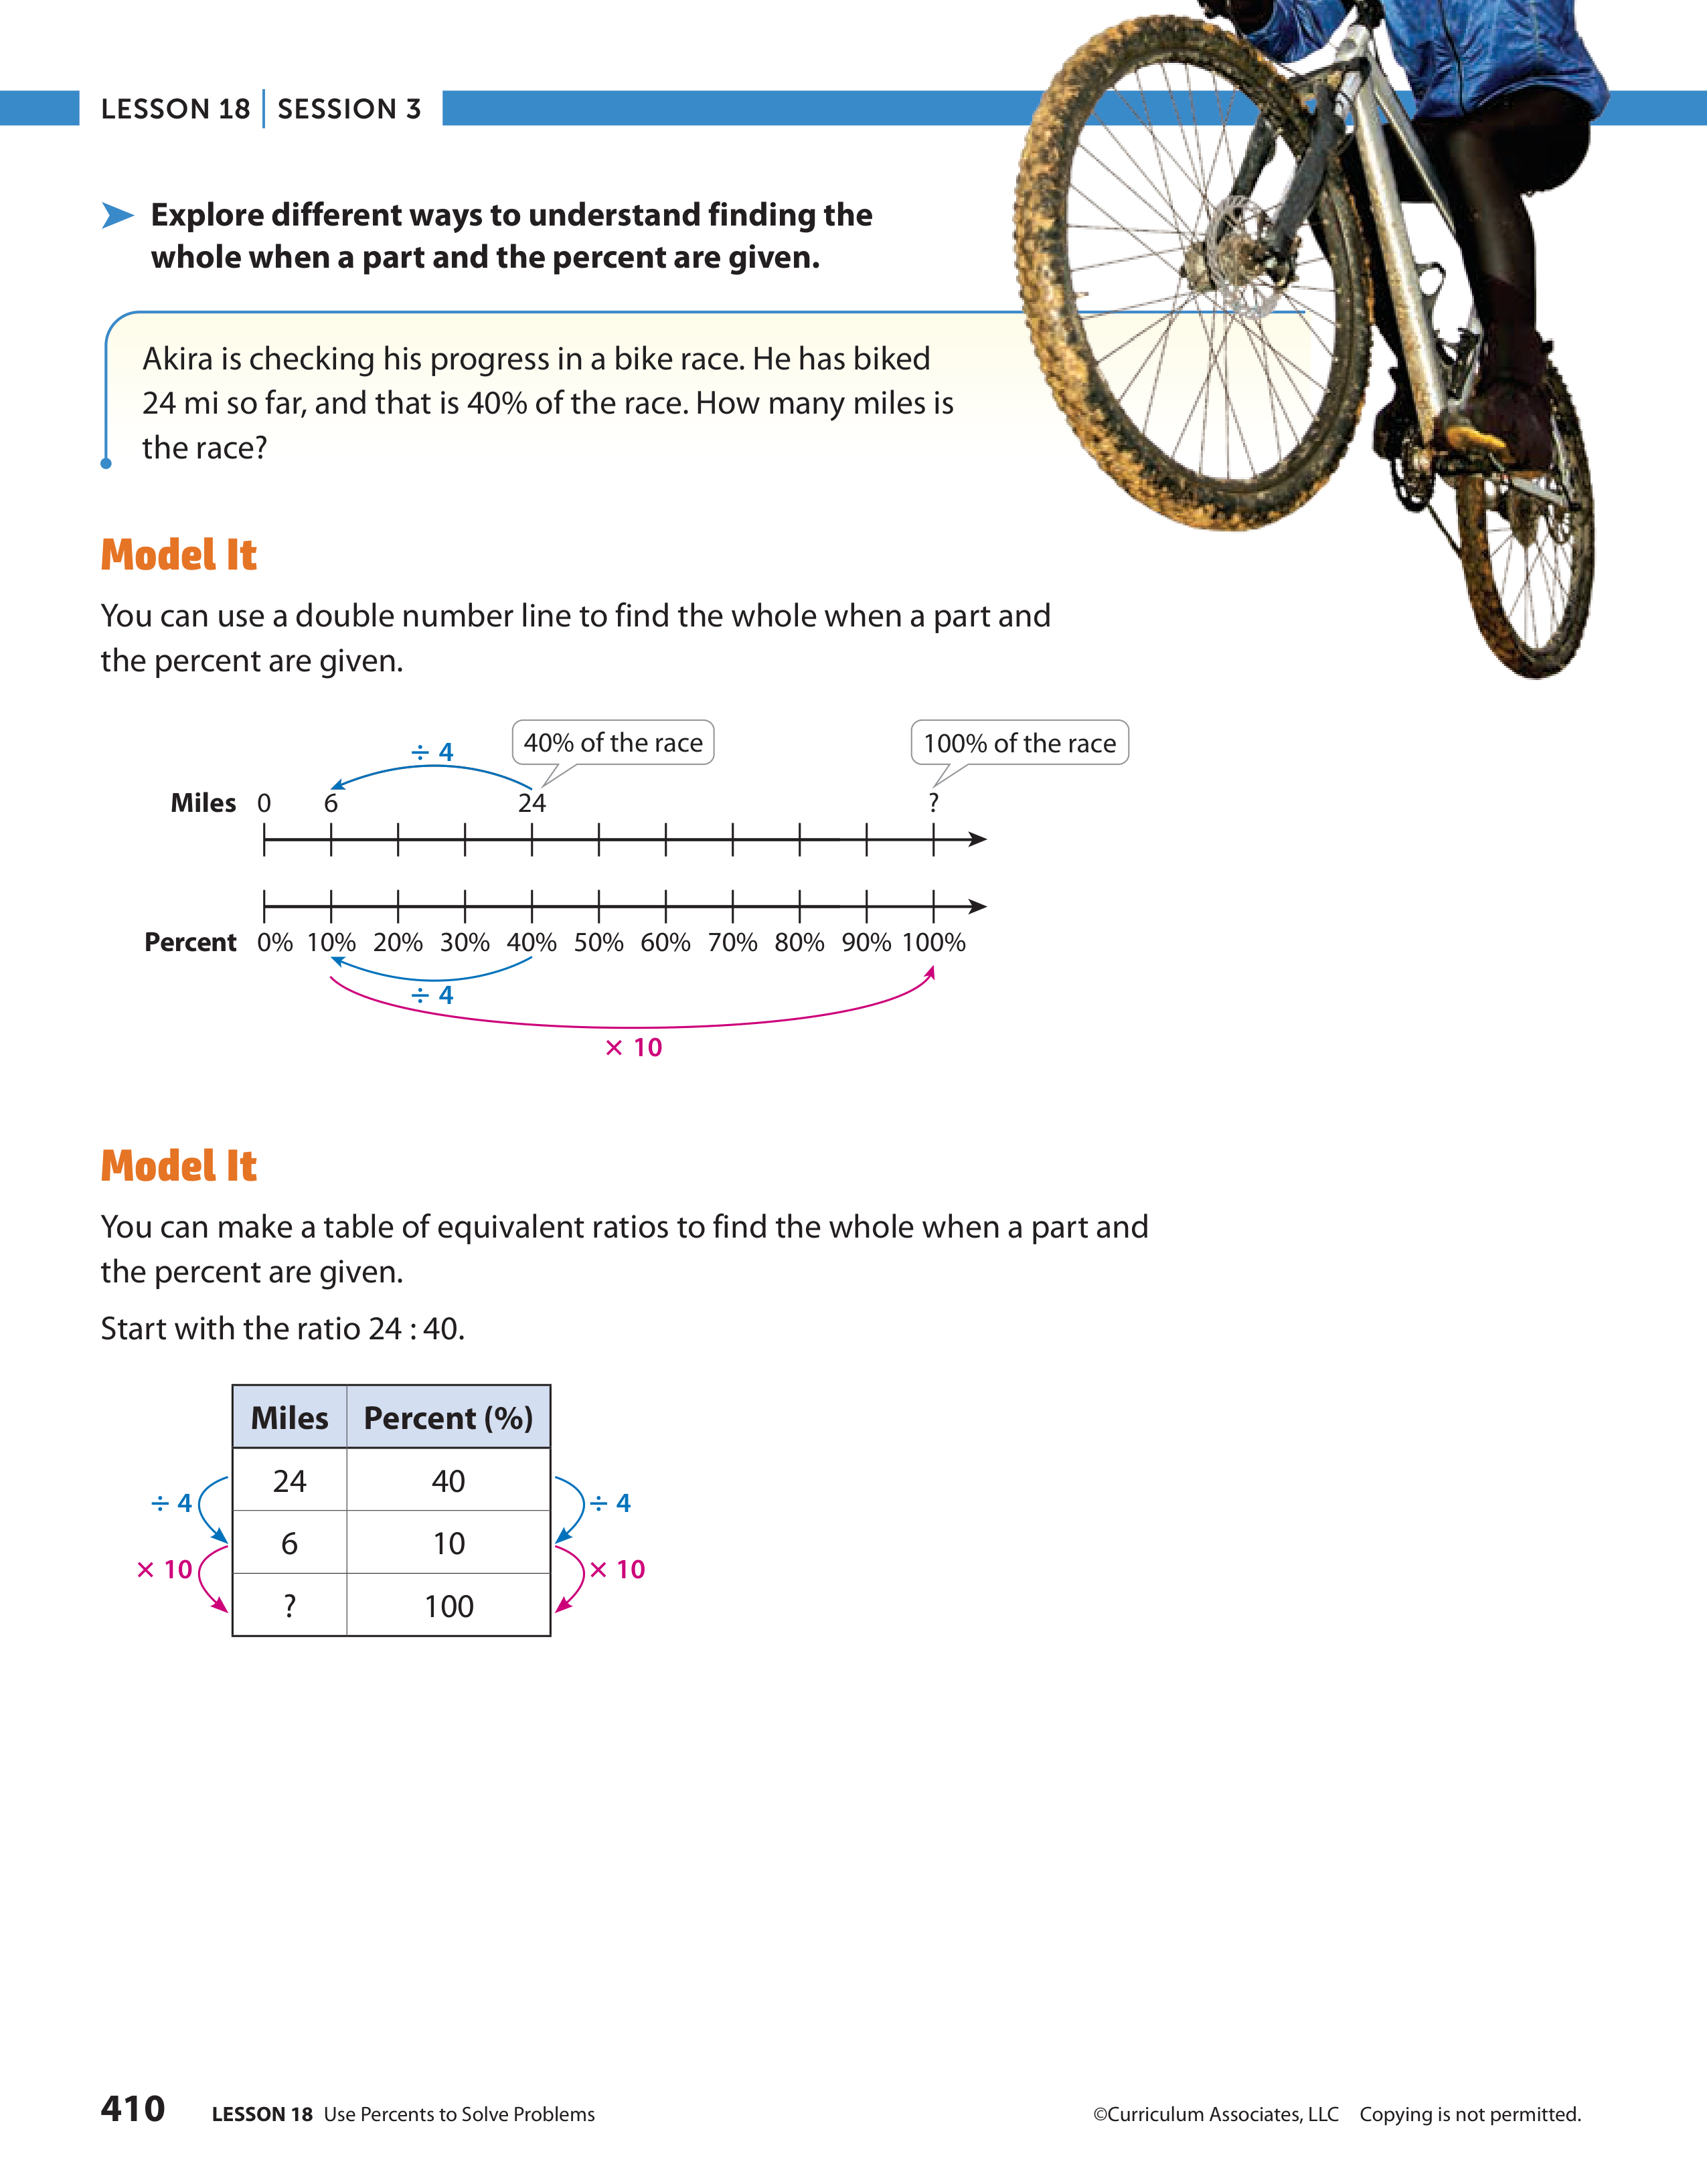 LESSON 18 | SESSION 3
Explore different ways to understand finding the
whole when a part and the percent are given.
Akira is checking his progress in a bike race. He has biked
24 mi so far, and that is 40% of the race. How many miles is
the race?
Model It
You can use a double number line to find the whole when a part and
the percent are given.
÷ 4
40% of the race
100% of the race
Miles 0 6 24 ?
Percent 0% 10% 20% 30% 40% 50% 60% 70% 80% 90% 100%
÷ 4
× 10
Model It
You can make a table of equivalent ratios to find the whole when a part and
the percent are given.
Start with the ratio 24 : 40.
Miles Percent (%)
24 40
÷ 4 ÷ 4
6 10
× 10 × 10
? 100
410 LESSON 18 Use Percents to Solve Problems ©Curriculum Associates, LLC Copying is not permitted.